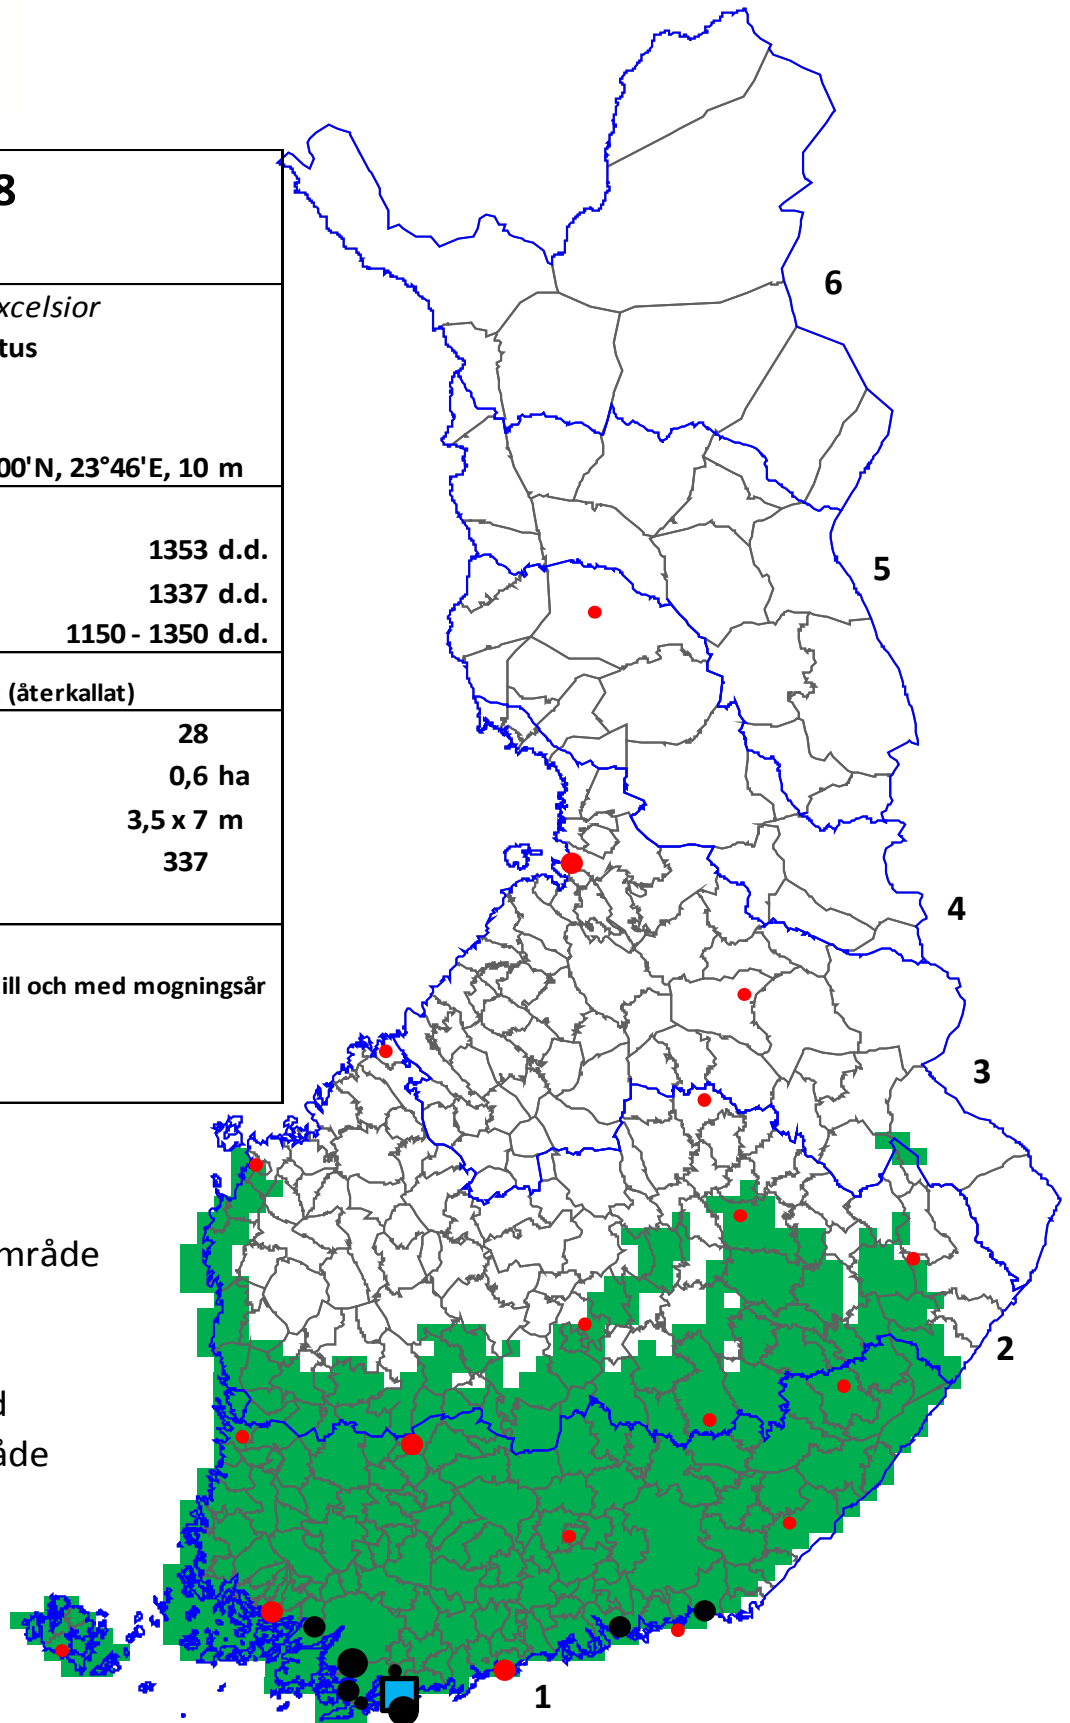 8
xcelsior
tus
00'N, 23°46'E, 10 m
1353 d.d.
1337 d.d.
1150 - 1350 d.d.
(återkallat)
28
0,6 ha
3,5 x 7 m
337
ill och med mogningsår
mråde
d
åde
6
5
4
3
2
1